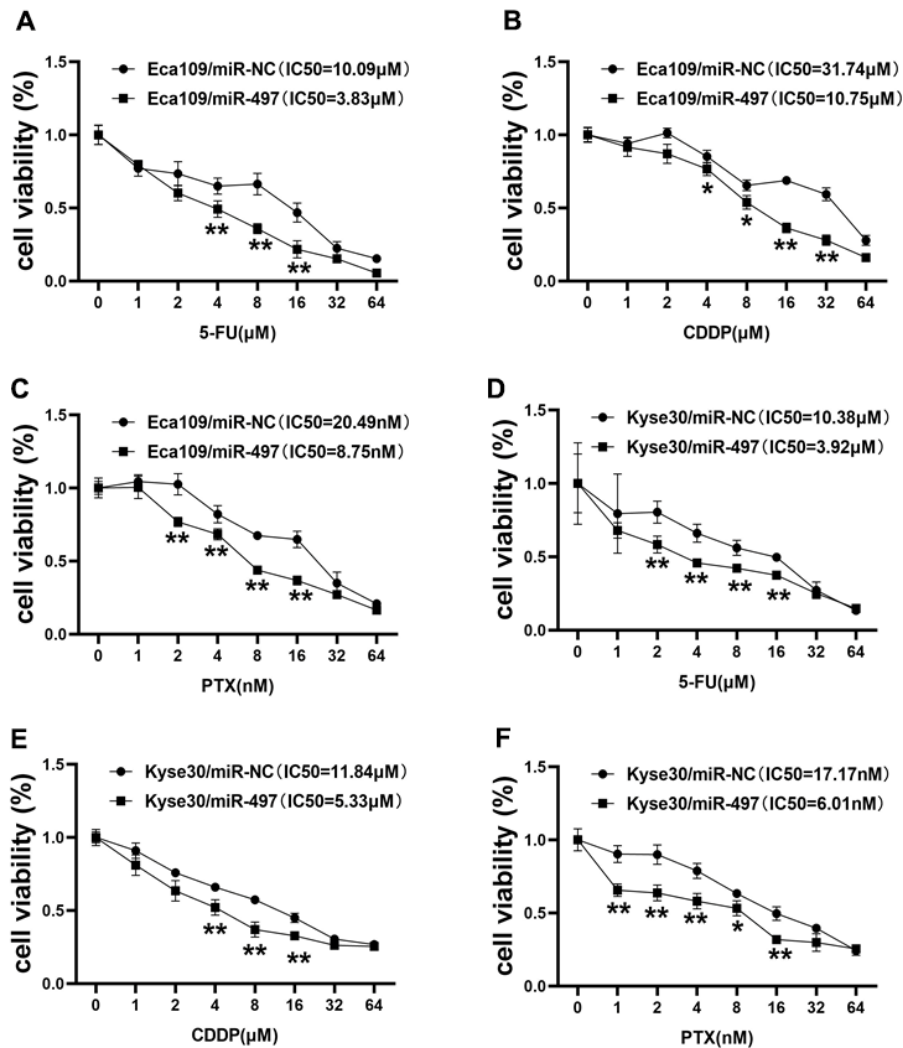 A
Eca109/miR-NC(IC50=10.09μM)
Eca109/miR-497(IC50=3.83μM)
cell viability (%)
1.5
1.0
0.5
0.0
** ** **
0 1 2 4 8 16 32 64
5-FU(μM)
B
Eca109/miR-NC(IC50=31.74μM)
Eca109/miR-497(IC50=10.75μM)
cell viability (%)
1.5
1.0
0.5
0.0
* * ** **
0 1 2 4 8 16 32 64
CDDP(μM)
C
Eca109/miR-NC(IC50=20.49nM)
Eca109/miR-497(IC50=8.75nM)
cell viability (%)
1.5
1.0
0.5
0.0
** ** ** **
0 1 2 4 8 16 32 64
PTX(nM)
D
Kyse30/miR-NC(IC50=10.38μM)
Kyse30/miR-497(IC50=3.92μM)
cell viability (%)
1.5
1.0
0.5
0.0
** ** ** **
0 1 2 4 8 16 32 64
5-FU(μM)
E
Kyse30/miR-NC(IC50=11.84μM)
Kyse30/miR-497(IC50=5.33μM)
cell viability (%)
1.5
1.0
0.5
0.0
** ** **
0 1 2 4 8 16 32 64
CDDP(μM)
F
Kyse30/miR-NC(IC50=17.17nM)
Kyse30/miR-497(IC50=6.01nM)
cell viability (%)
1.5
1.0
0.5
0.0
** ** ** * **
0 1 2 4 8 16 32 64
PTX(nM)